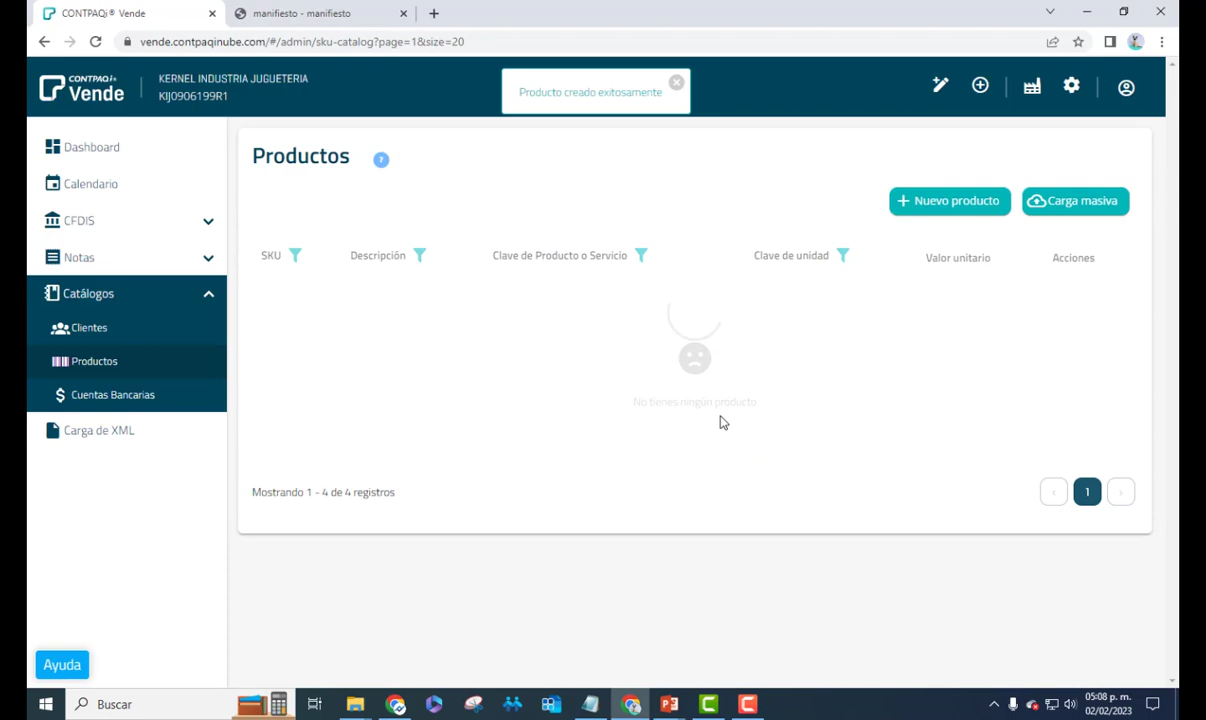 CONTPAQi® Vende
manifiesto - manifiesto
vende.contpaqinube.com/#/admin/sku-catalog?page=1&size=20
CONTPAQi®
Vende
KERNEL INDUSTRIA JUGUETERIA
KIJ0906199R1
Producto creado exitosamente
Dashboard
Calendario
CFDIS
Notas
Catálogos
Clientes
Productos
Cuentas Bancarias
Carga de XML
Productos
?
Nuevo producto
Carga masiva
SKU
Descripción
Clave de Producto o Servicio
Clave de unidad
Valor unitario
Acciones
No tienes ningún producto
Mostrando 1 - 4 de 4 registros
‹ 1 ›
Ayuda
Buscar
05:08 p. m.
02/02/2023